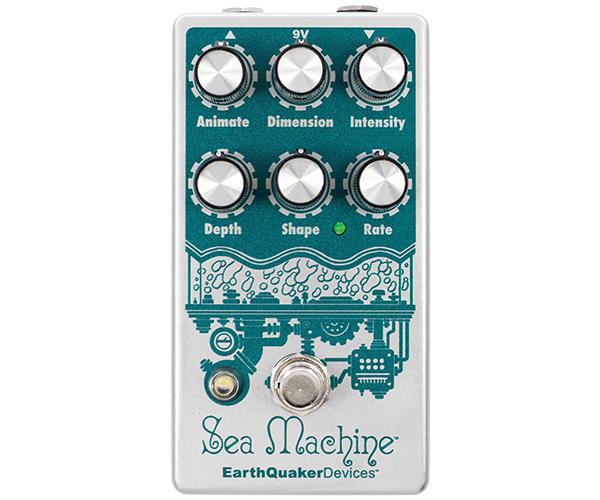 9V
Animate Dimension Intensity
Depth Shape Rate
Sea Machine™
EarthQuakerDevices™